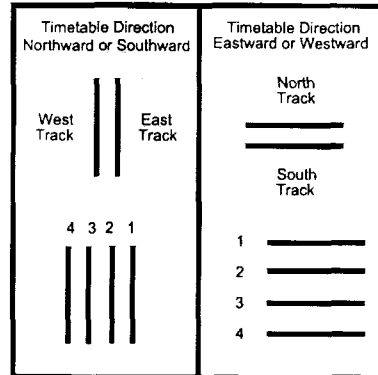 Timetable Direction
Northward or Southward
West
Track
East
Track
4 3 2 1
Timetable Direction
Eastward or Westward
North
Track
South
Track
1
2
3
4